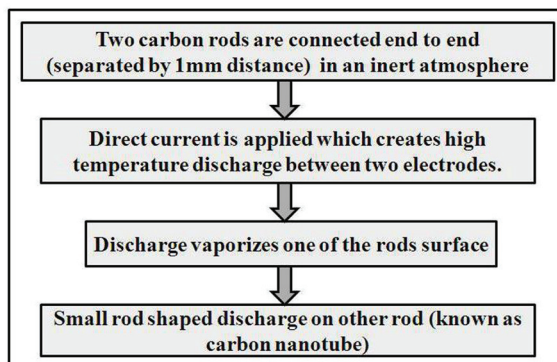 Two carbon rods are connected end to end
(separated by 1mm distance) in an inert atmosphere
Direct current is applied which creates high
temperature discharge between two electrodes.
Discharge vaporizes one of the rods surface
Small rod shaped discharge on other rod (known as
carbon nanotube)